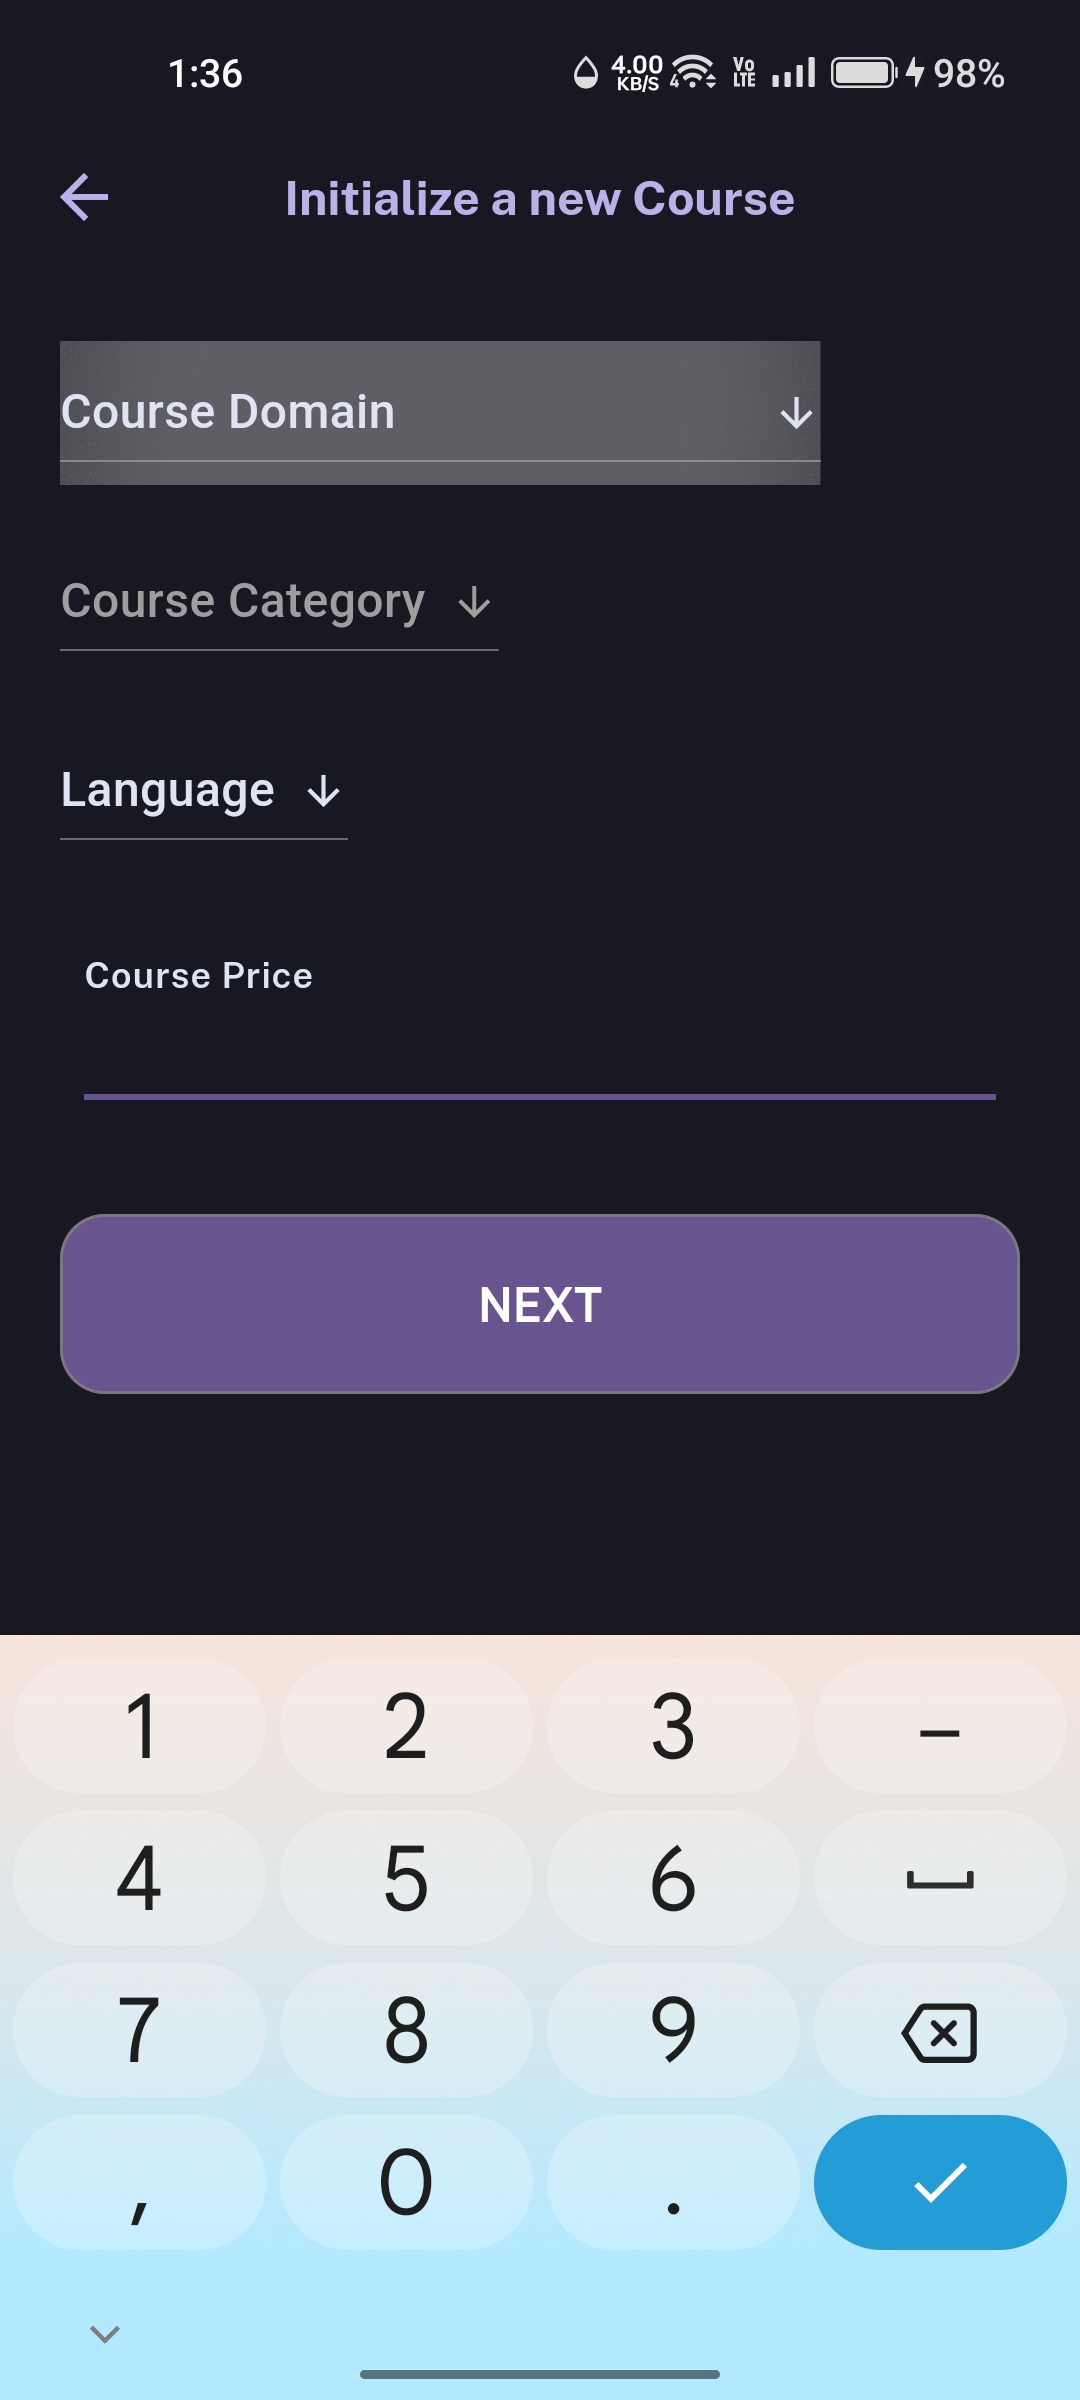 1:36 4.00 KB/S 4 Vo LTE 98%
Initialize a new Course
Course Domain
Course Category
Language
Course Price
NEXT
1 2 3 –
4 5 6
7 8 9
, 0 .